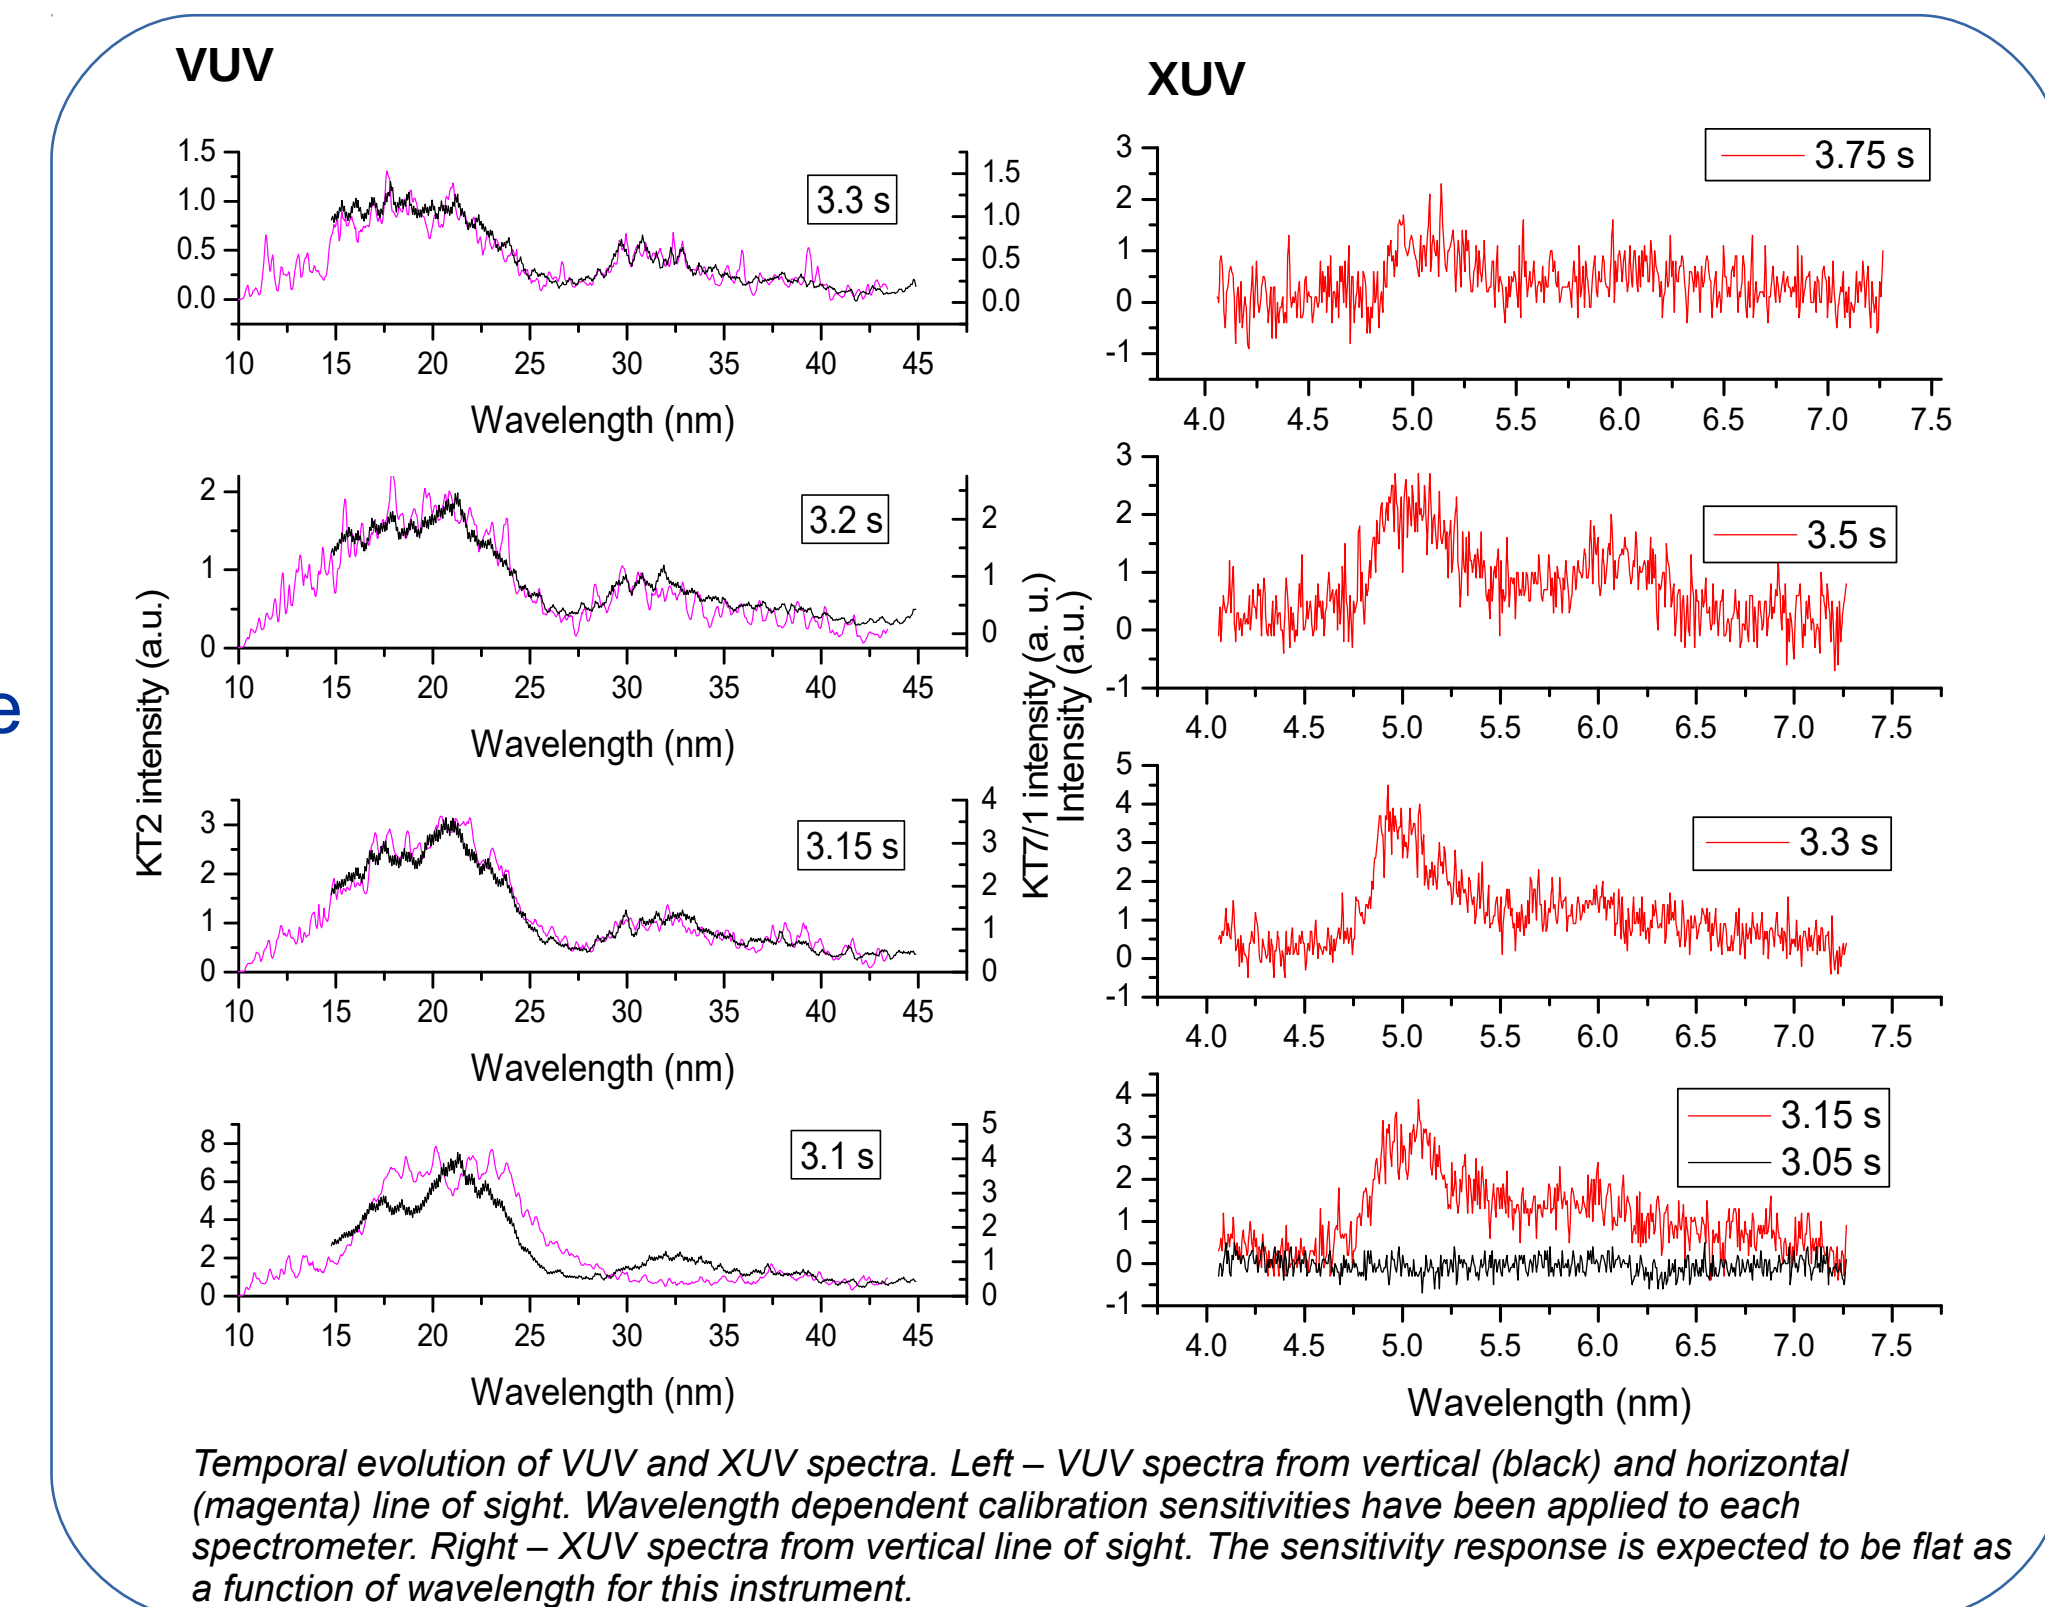 VUV
1.5
1.0
0.5
0.0
1.5
1.0
0.5
0.0
3.3 s
10 15 20 25 30 35 40 45
Wavelength (nm)
2
1
0
2
1
0
3.2 s
10 15 20 25 30 35 40 45
Wavelength (nm)
3
2
1
0
4
3
2
1
0
3.15 s
10 15 20 25 30 35 40 45
Wavelength (nm)
8
6
4
2
0
5
4
3
2
1
0
3.1 s
10 15 20 25 30 35 40 45
Wavelength (nm)
KT2 intensity (a.u.)
KT7/1 intensity (a. u.)
XUV
3
2
1
0
-1
3.75 s
4.0 4.5 5.0 5.5 6.0 6.5 7.0 7.5
3
2
1
0
-1
3.5 s
4.0 4.5 5.0 5.5 6.0 6.5 7.0 7.5
5
4
3
2
1
0
-1
3.3 s
4.0 4.5 5.0 5.5 6.0 6.5 7.0 7.5
4
3
2
1
0
-1
3.15 s
3.05 s
4.0 4.5 5.0 5.5 6.0 6.5 7.0 7.5
Wavelength (nm)
Intensity (a.u.)
e
Temporal evolution of VUV and XUV spectra. Left – VUV spectra from vertical (black) and horizontal
(magenta) line of sight. Wavelength dependent calibration sensitivities have been applied to each
spectrometer. Right – XUV spectra from vertical line of sight. The sensitivity response is expected to be flat as
a function of wavelength for this instrument.